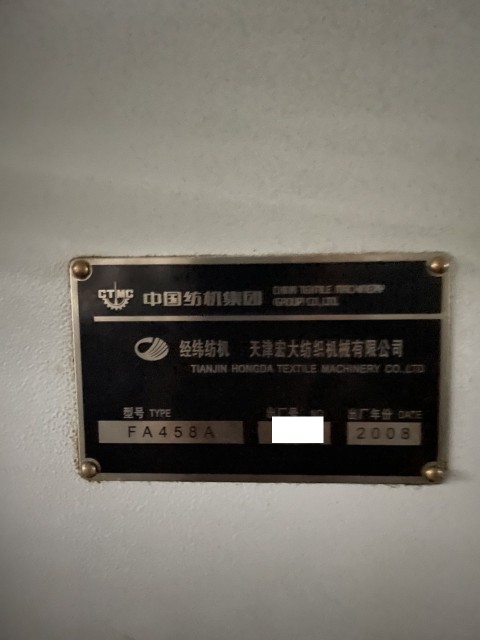 CTMC 中国纺机集团 CHINA TEXTILE MACHINERY
GROUP CO.,LTD.
经纬纺机 天津宏大纺织机械有限公司
TIANJIN HONGDA TEXTILE MACHINERY CO.,LTD
型号 TYPE 出厂号 NO 出厂年份 DATE
FA458A 2008